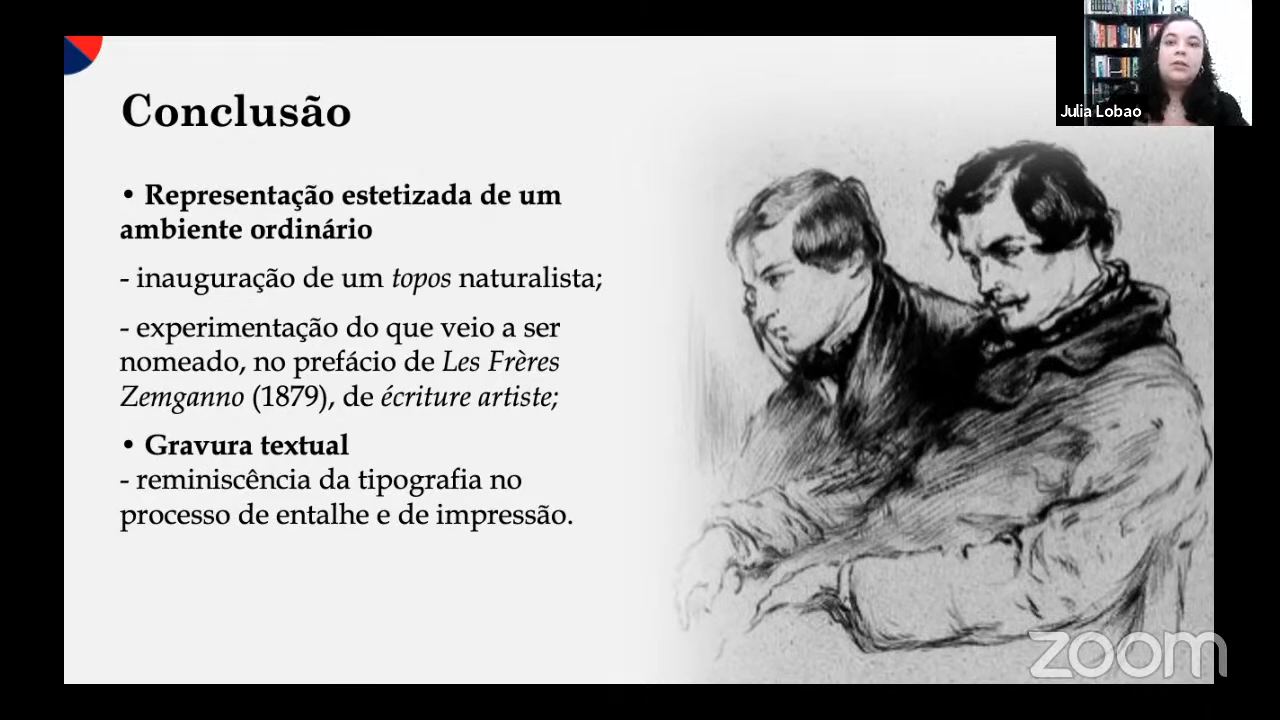 Julia Lobao
Conclusão
• Representação estetizada de um
ambiente ordinário
- inauguração de um topos naturalista;
- experimentação do que veio a ser
nomeado, no prefácio de Les Frères
Zemganno (1879), de écriture artiste;
• Gravura textual
- reminiscência da tipografia no
processo de entalhe e de impressão.
zoom